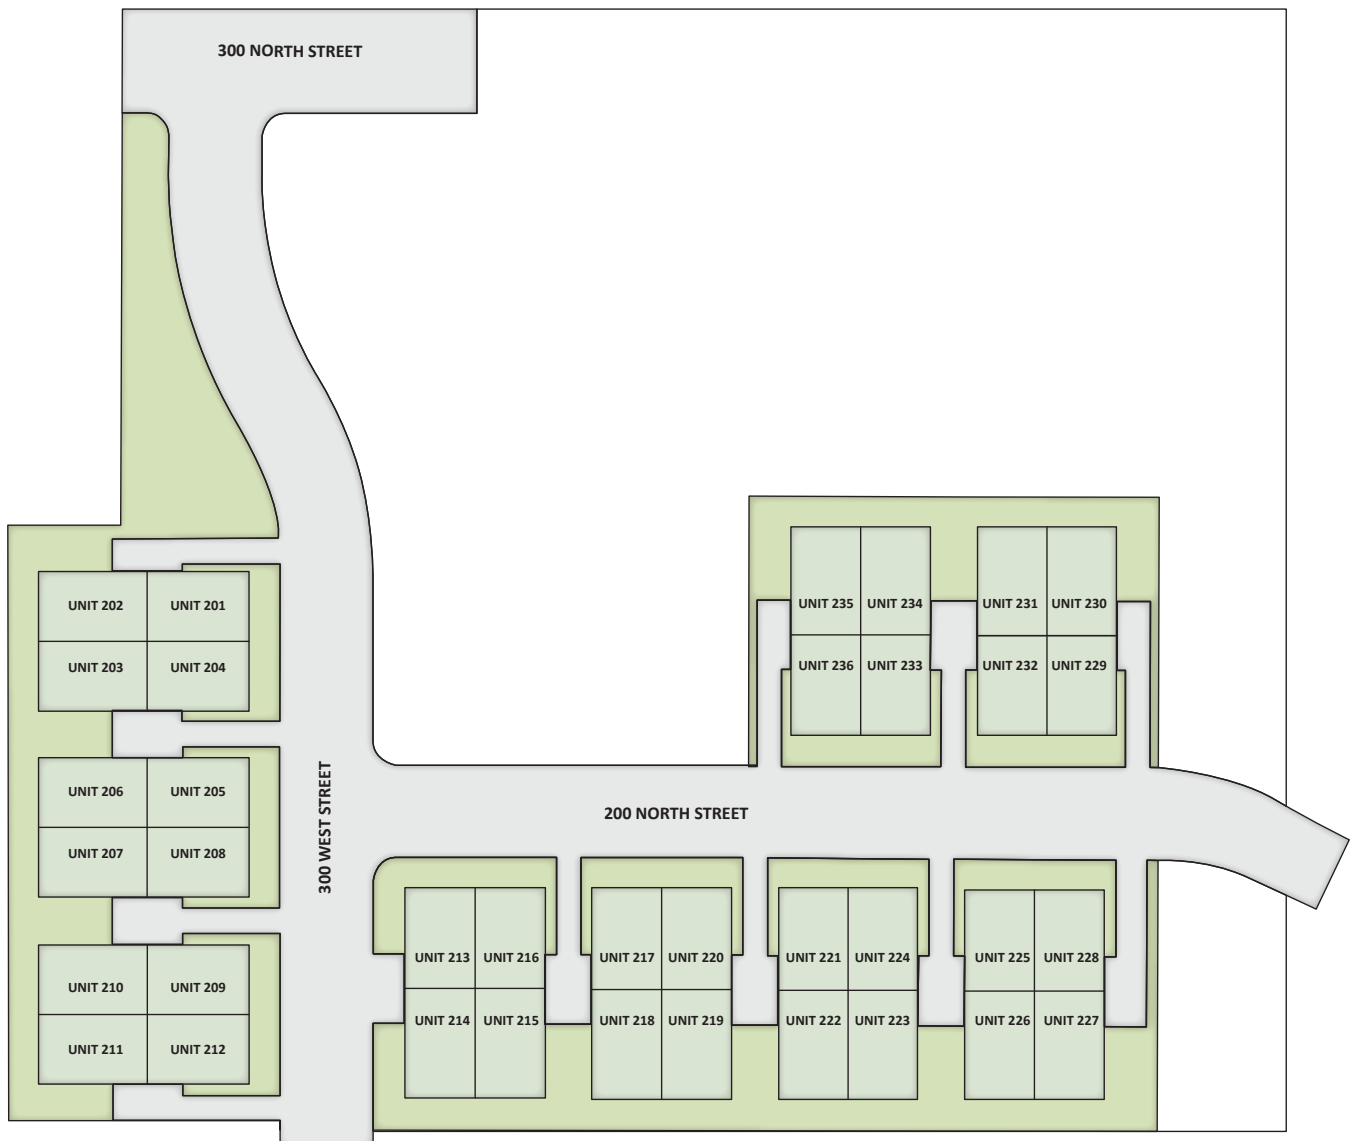 300 NORTH STREET
UNIT 235
UNIT 234
UNIT 231
UNIT 230
UNIT 202
UNIT 201
UNIT 203
UNIT 204
UNIT 236
UNIT 233
UNIT 232
UNIT 229
UNIT 206
UNIT 205
300 WEST STREET
200 NORTH STREET
UNIT 207
UNIT 208
UNIT 213
UNIT 216
UNIT 217
UNIT 220
UNIT 221
UNIT 224
UNIT 225
UNIT 228
UNIT 210
UNIT 209
UNIT 214
UNIT 215
UNIT 218
UNIT 219
UNIT 222
UNIT 223
UNIT 226
UNIT 227
UNIT 211
UNIT 212